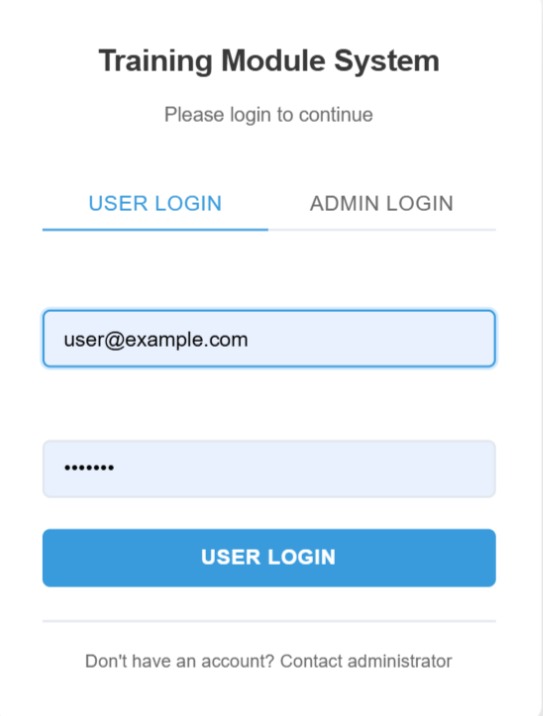 Training Module System
Please login to continue
USER LOGIN ADMIN LOGIN
user@example.com
•••••••
USER LOGIN
Don't have an account? Contact administrator